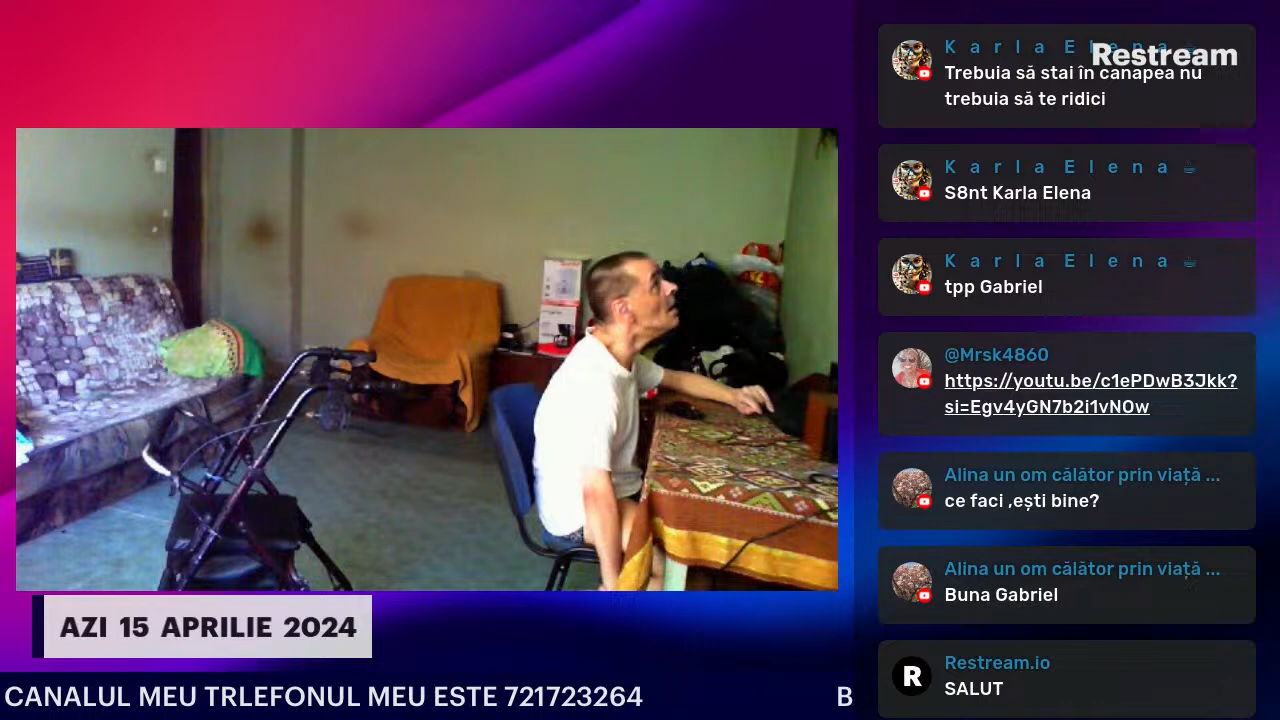 K a r l a E l e n a ☕
Restream
Trebuia să stai în canapea nu
trebuia să te ridici
K a r l a E l e n a ☕
S8nt Karla Elena
K a r l a E l e n a ☕
tpp Gabriel
@Mrsk4860
https://youtu.be/c1ePDwB3Jkk?
si=Egv4yGN7b2i1vNOw
Alina un om călător prin viață ...
ce faci ,ești bine?
Alina un om călător prin viață ...
Buna Gabriel
Restream.io
R
SALUT
AZI 15 APRILIE 2024
CANALUL MEU TRLEFONUL MEU ESTE 721723264 B